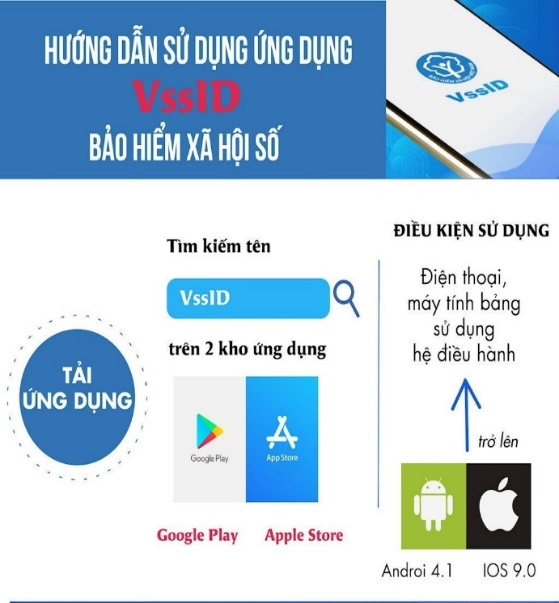 HƯỚNG DẪN SỬ DỤNG ỨNG DỤNG
VssID
BẢO HIỂM XÃ HỘI SỐ
VssID
ĐIỀU KIỆN SỬ DỤNG
Tìm kiếm tên
VssID
trên 2 kho ứng dụng
TẢI
ỨNG DỤNG
Google Play
App Store
Google Play
Apple Store
Điện thoại,
máy tính bảng
sử dụng
hệ điều hành
trở lên
Androi 4.1
IOS 9.0